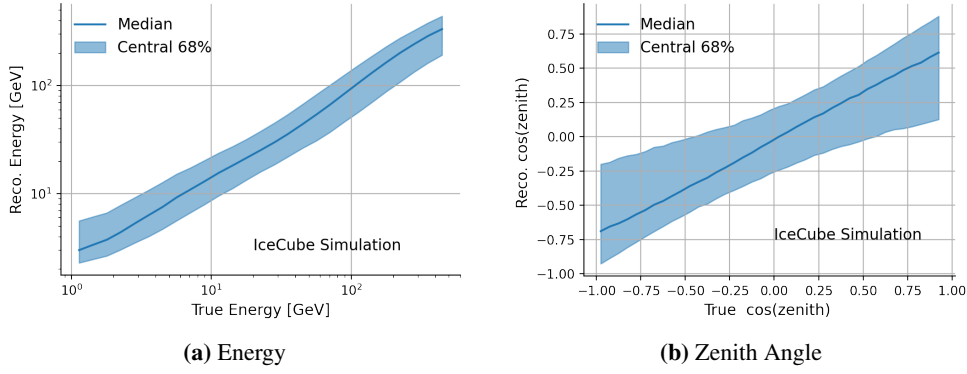 Median
Central 68%
Reco. Energy [GeV]
10²
10¹
IceCube Simulation
10⁰
10¹
10²
True Energy [GeV]
(a) Energy
Median
Central 68%
Reco. cos(zenith)
0.75
0.50
0.25
0.00
−0.25
−0.50
−0.75
−1.00
IceCube Simulation
−1.00 −0.75 −0.50 −0.25 0.00 0.25 0.50 0.75 1.00
True cos(zenith)
(b) Zenith Angle